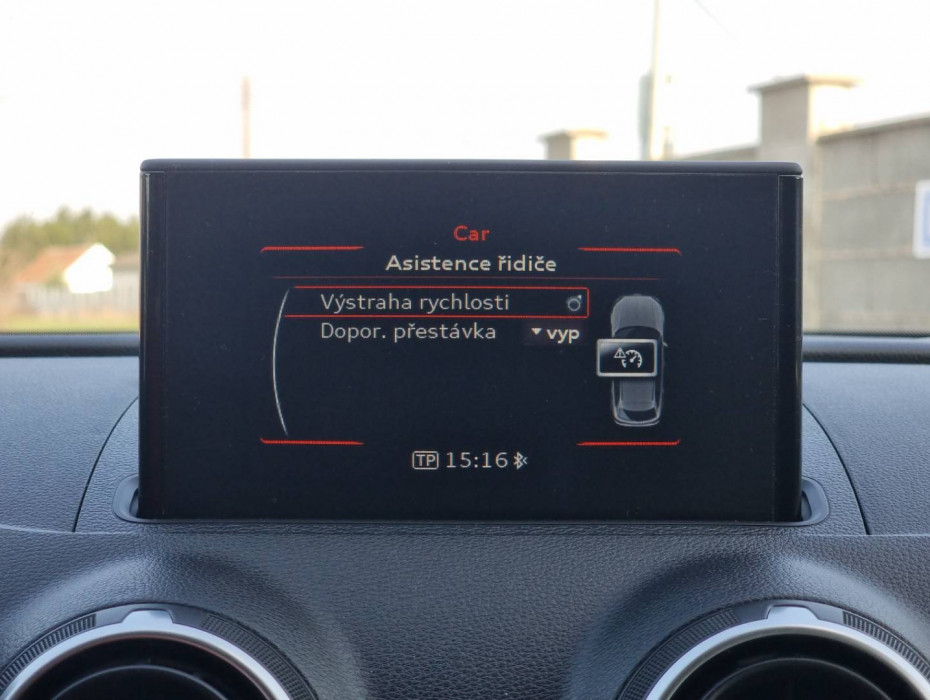 Car
Asistence řidiče
Výstraha rychlosti
Dopor. přestávka vyp
TP 15:16